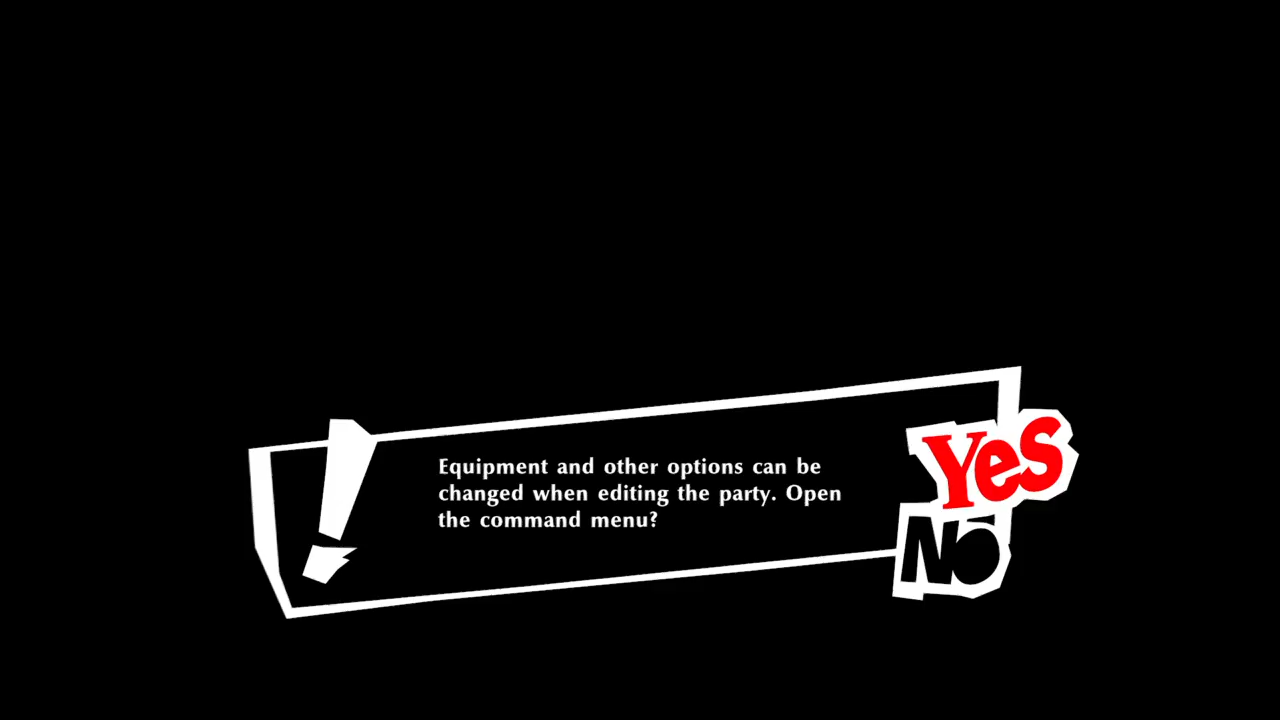 Equipment and other options can be
changed when editing the party. Open
the command menu?
Yes
No